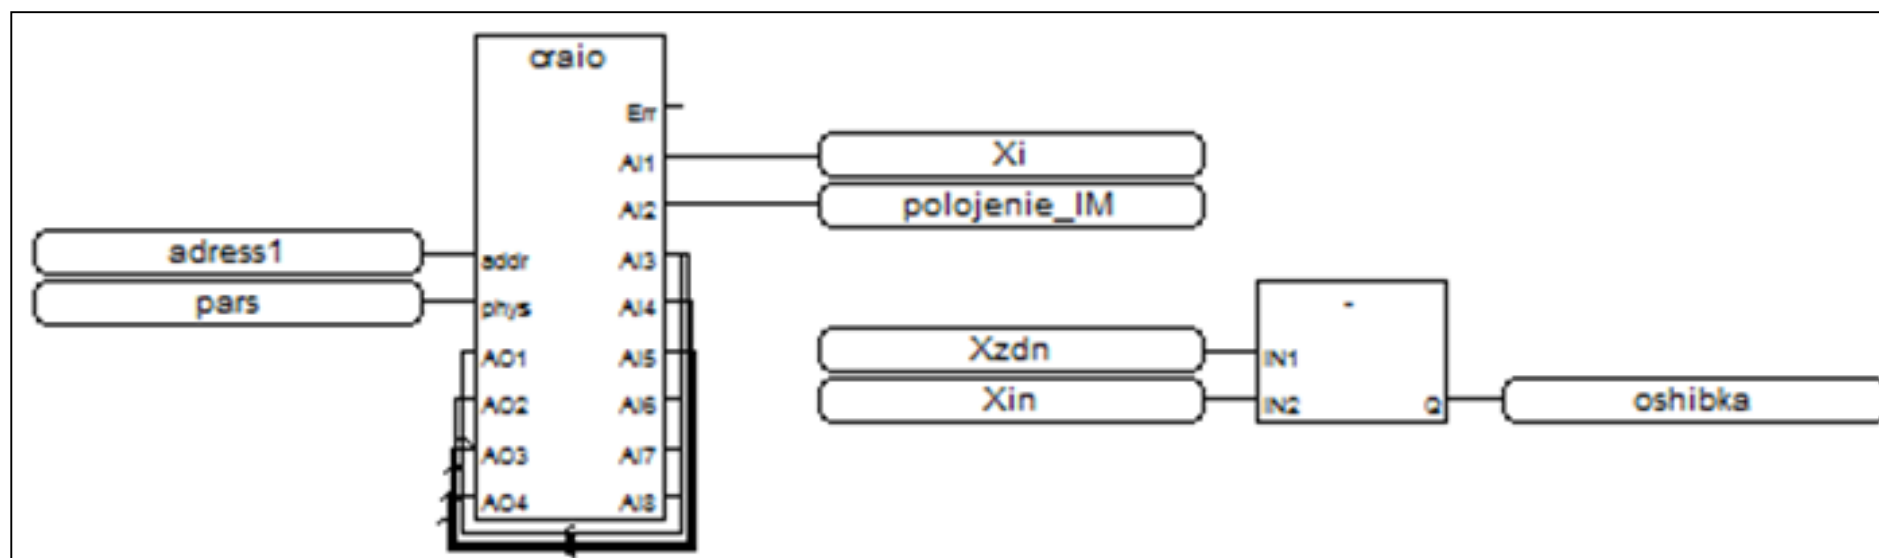 craio
Err
AI1
Xi
AI2
polojenie_IM
adress1
addr
AI3
pars
phys
AI4
AO1
AI5
Xzdn
IN1
-
AO2
AI6
Xin
IN2
Q
oshibka
AO3
AI7
AO4
AI8